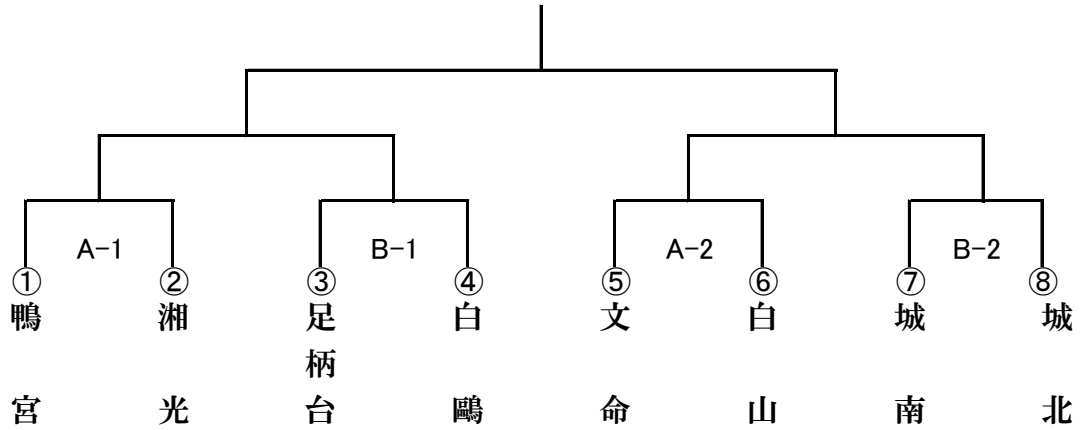 A-1
B-1
A-2
B-2
①
鴨宮
②
湘光
③
足柄台
④
白鷗
⑤
文命
⑥
白山
⑦
城南
⑧
城北